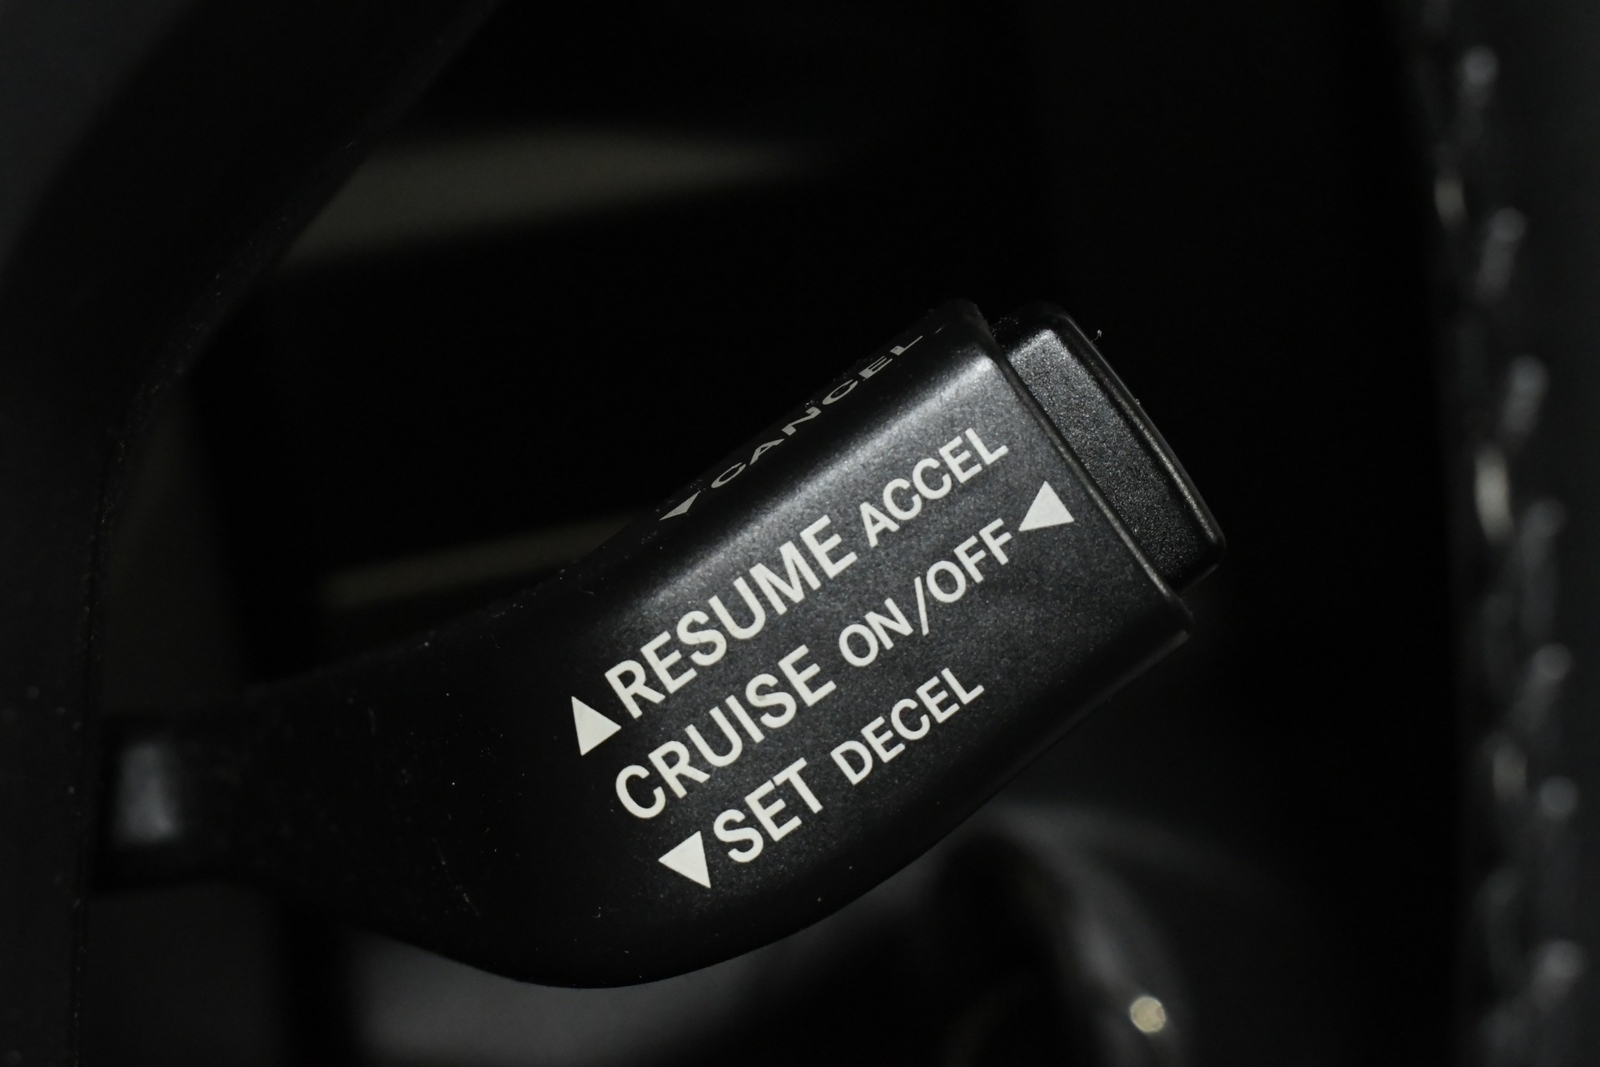 ▼CANCEL
▲RESUME ACCEL
CRUISE ON/OFF◀
▼SET DECEL